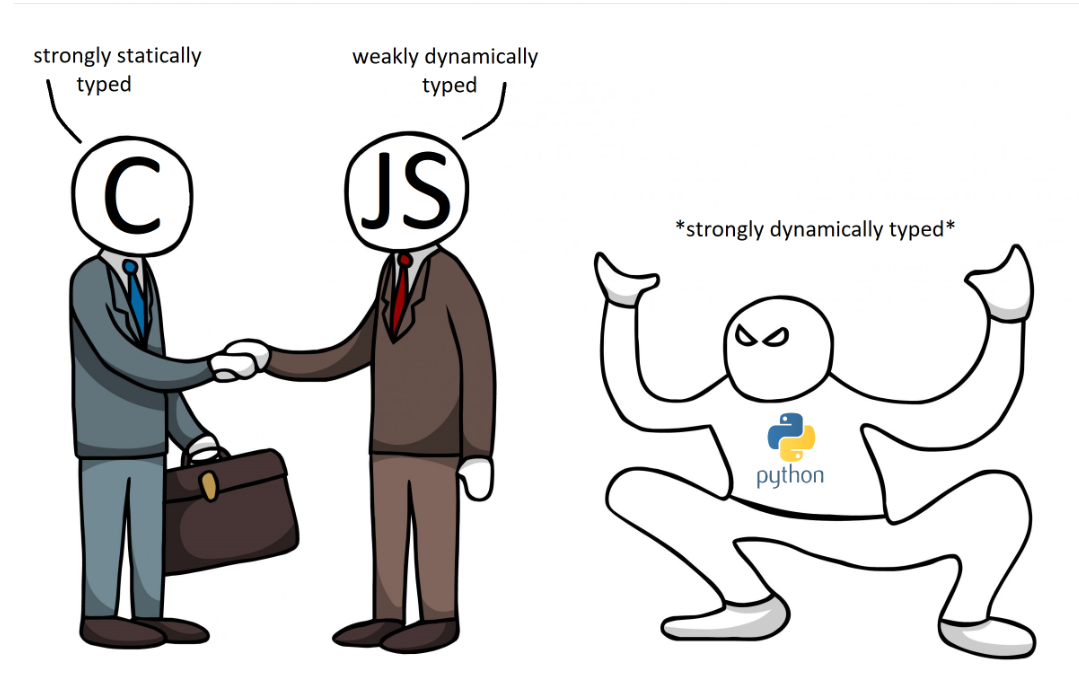 strongly statically
typed
weakly dynamically
typed
C
JS
*strongly dynamically typed*
python